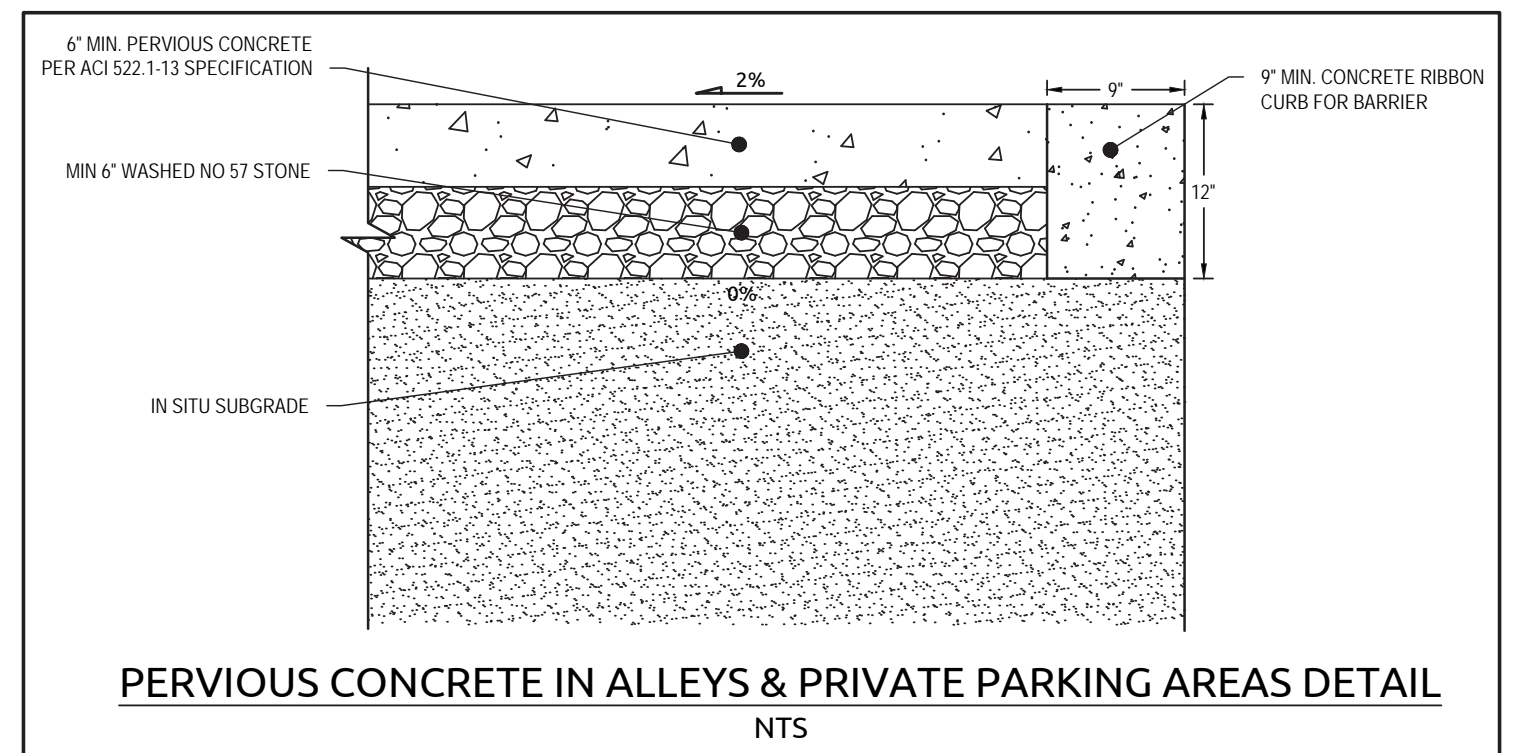 6" MIN. PERVIOUS CONCRETE
PER ACI 522.1-13 SPECIFICATION
2%
9"
9" MIN. CONCRETE RIBBON
CURB FOR BARRIER
MIN 6" WASHED NO 57 STONE
12"
0%
IN SITU SUBGRADE
PERVIOUS CONCRETE IN ALLEYS & PRIVATE PARKING AREAS DETAIL
NTS